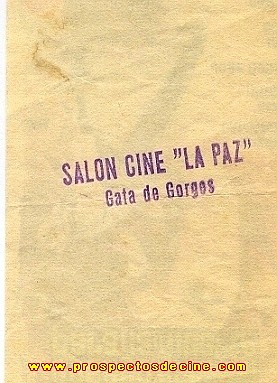 SALON CINE "LA PAZ"
Gata de Gorgos
www.prospectosdecine.com